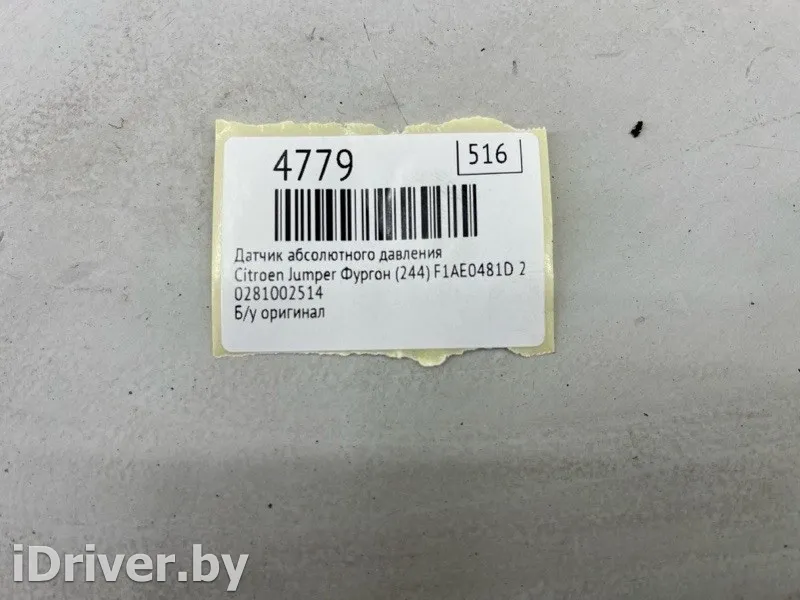 4779
516
Датчик абсолютного давления
Citroen Jumper Фургон (244) F1AE0481D 2
0281002514
Б/у оригинал
iDriver.by